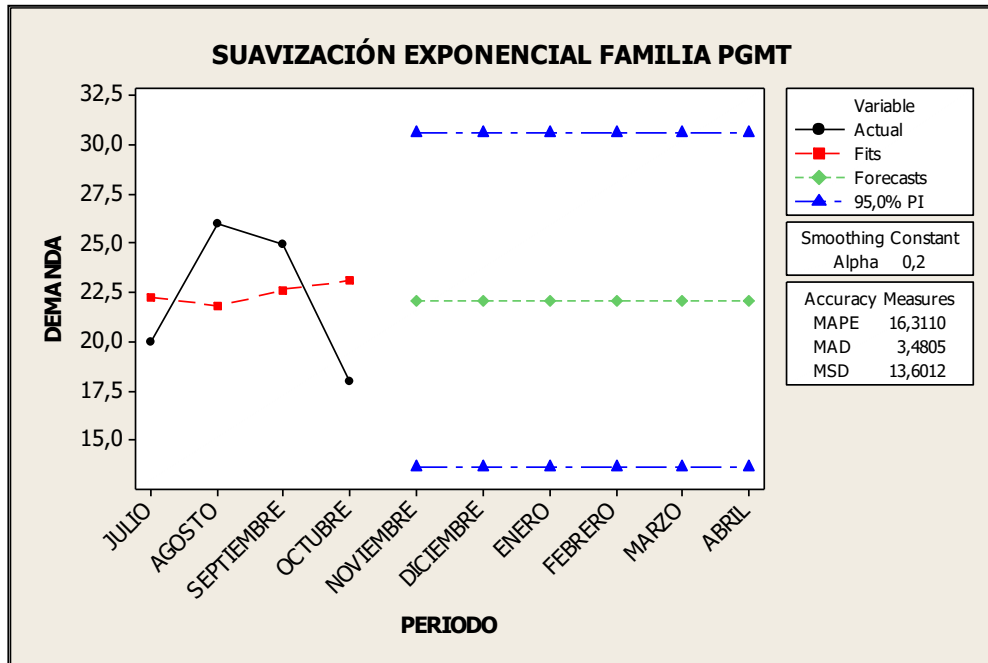 SUAVIZACIÓN EXPONENCIAL FAMILIA PGMT
32,5
30,0
27,5
25,0
22,5
20,0
17,5
15,0
DEMANDA
JULIO
AGOSTO
SEPTIEMBRE
OCTUBRE
NOVIEMBRE
DICIEMBRE
ENERO
FEBRERO
MARZO
ABRIL
PERIODO
Variable
Actual
Fits
Forecasts
95,0% PI
Smoothing Constant
Alpha 0,2
Accuracy Measures
MAPE 16,3110
MAD 3,4805
MSD 13,6012